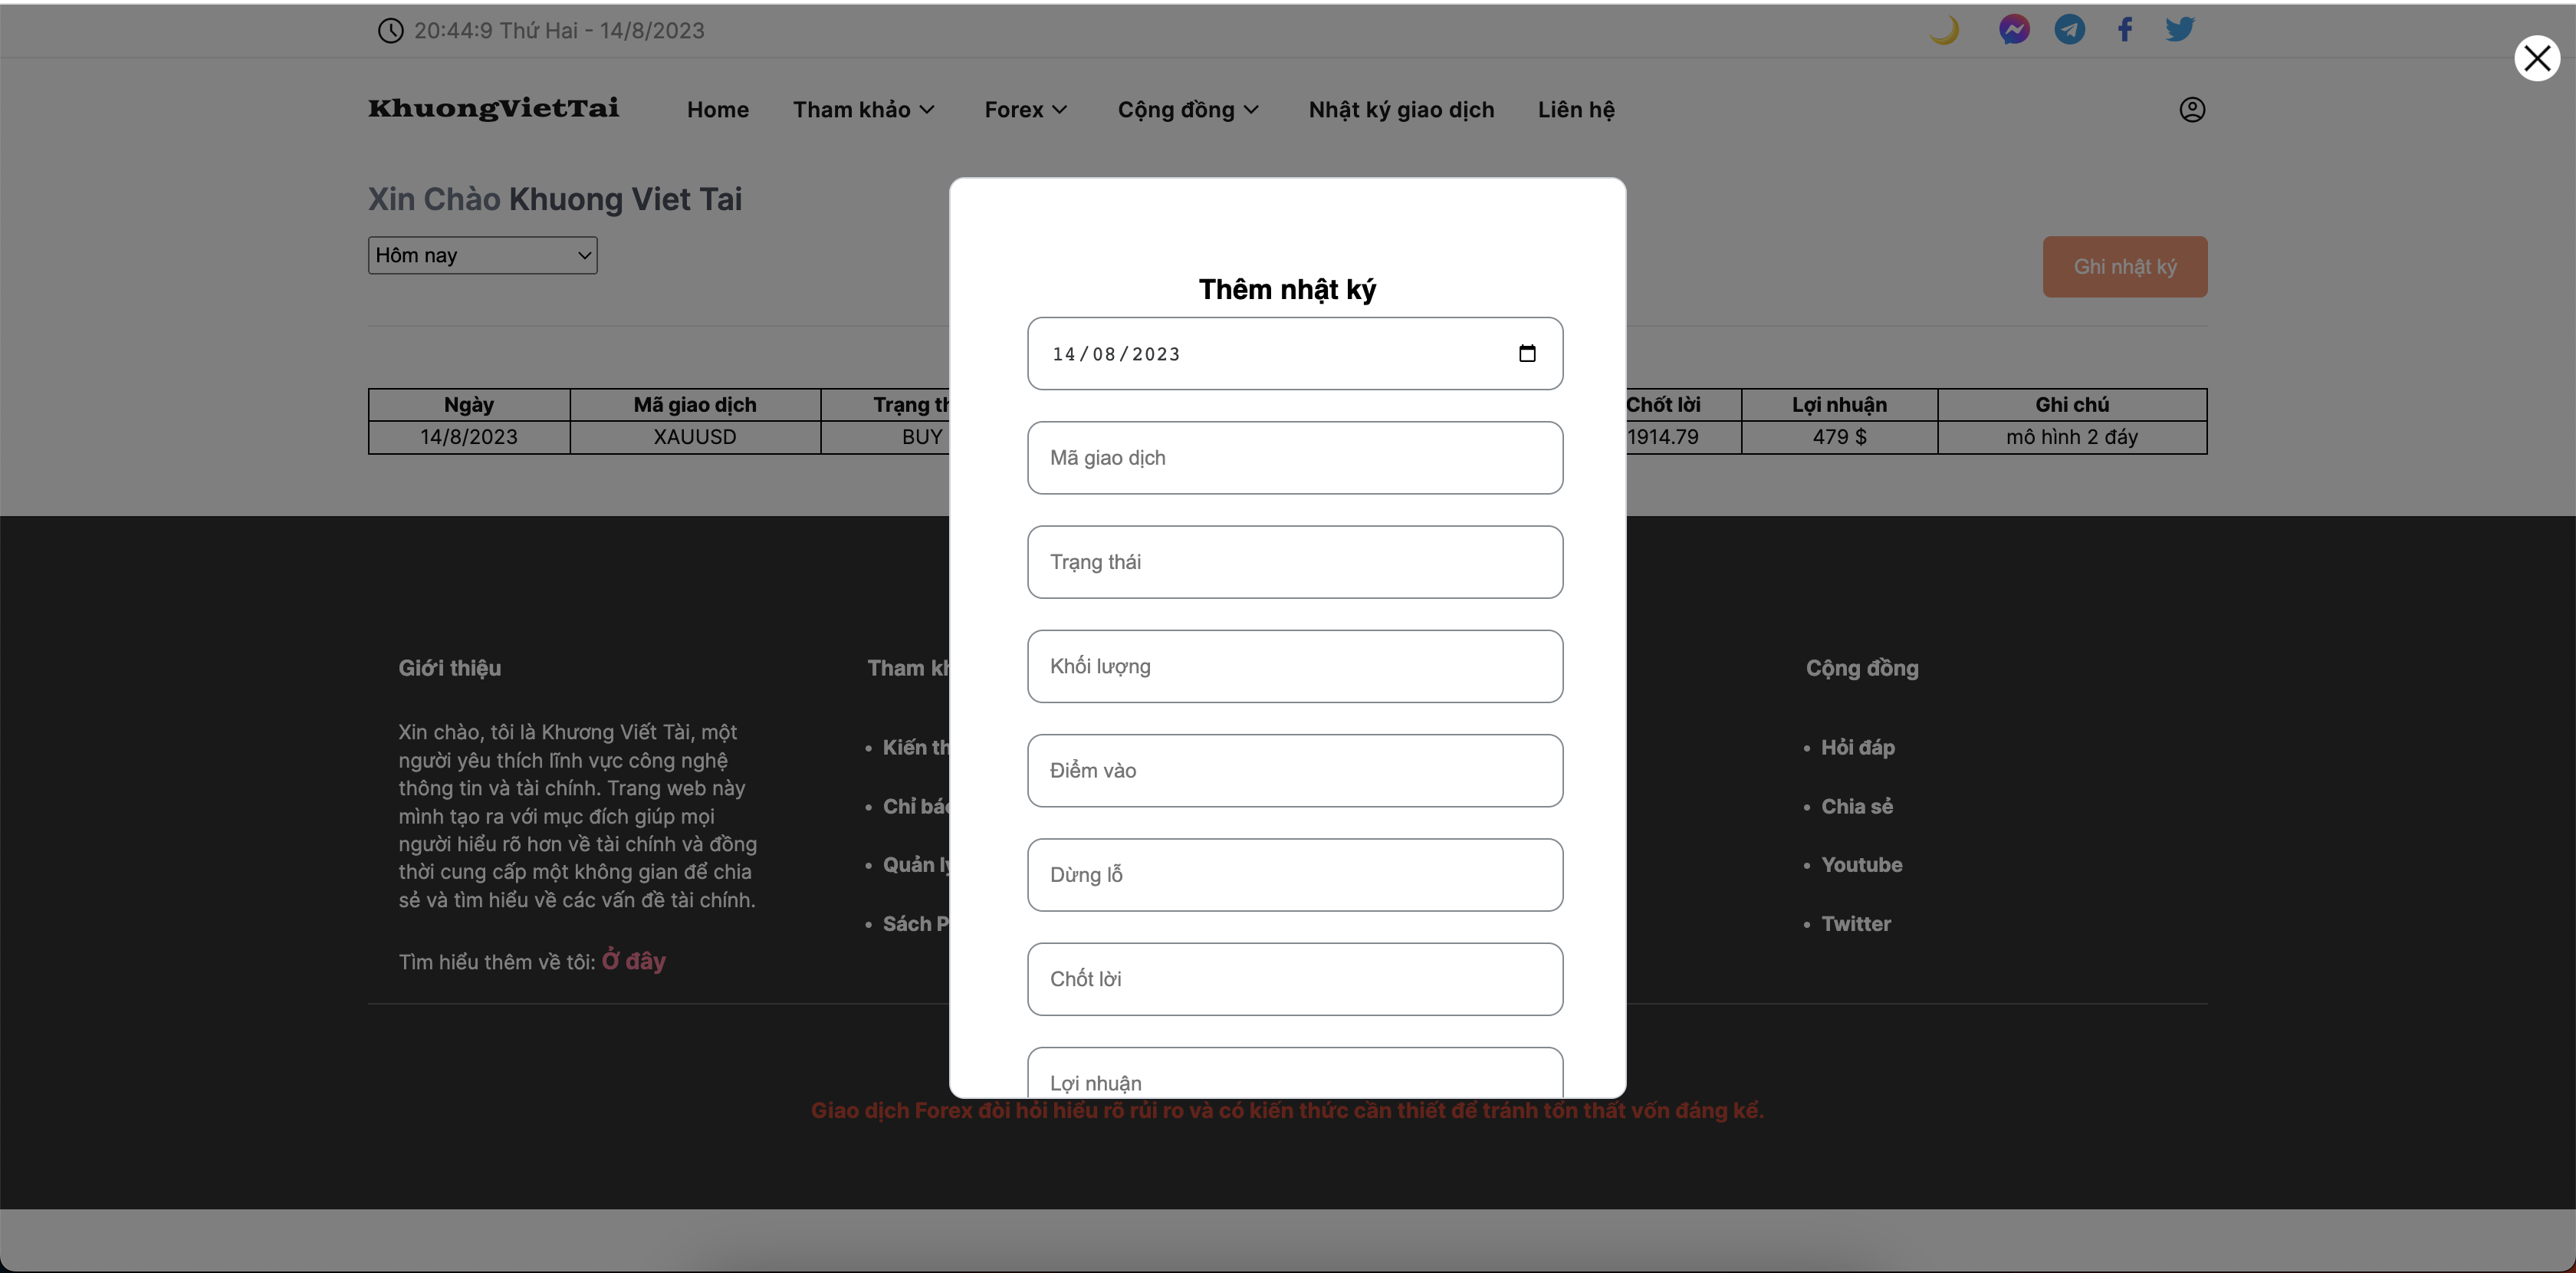 20:44:9 Thứ Hai - 14/8/2023
KhuongVietTai
Home
Tham khảo
Forex
Cộng đồng
Nhật ký giao dịch
Liên hệ
Xin Chào Khuong Viet Tai
Hôm nay
Ghi nhật ký
Ngày
Mã giao dịch
Trạng
Chốt lời
Lợi nhuận
Ghi chú
14/8/2023
XAUUSD
BUY
1914.79
479 $
mô hình 2 đáy
Thêm nhật ký
14/08/2023
Mã giao dịch
Trạng thái
Khối lượng
Điểm vào
Dừng lỗ
Chốt lời
Lợi nhuận
Giới thiệu
Xin chào, tôi là Khương Viết Tài, một
người yêu thích lĩnh vực công nghệ
thông tin và tài chính. Trang web này
mình tạo ra với mục đích giúp mọi
người hiểu rõ hơn về tài chính và đồng
thời cung cấp một không gian để chia
sẻ và tìm hiểu về các vấn đề tài chính.
Tìm hiểu thêm về tôi: Ở đây
Tham
Kiến
Chỉ
Quản
Sách
Cộng đồng
Hỏi đáp
Chia sẻ
Youtube
Twitter
Giao dịch Forex đòi hỏi hiểu rõ rủi ro và có kiến thức cần thiết để tránh tổn thất vốn đáng kể.